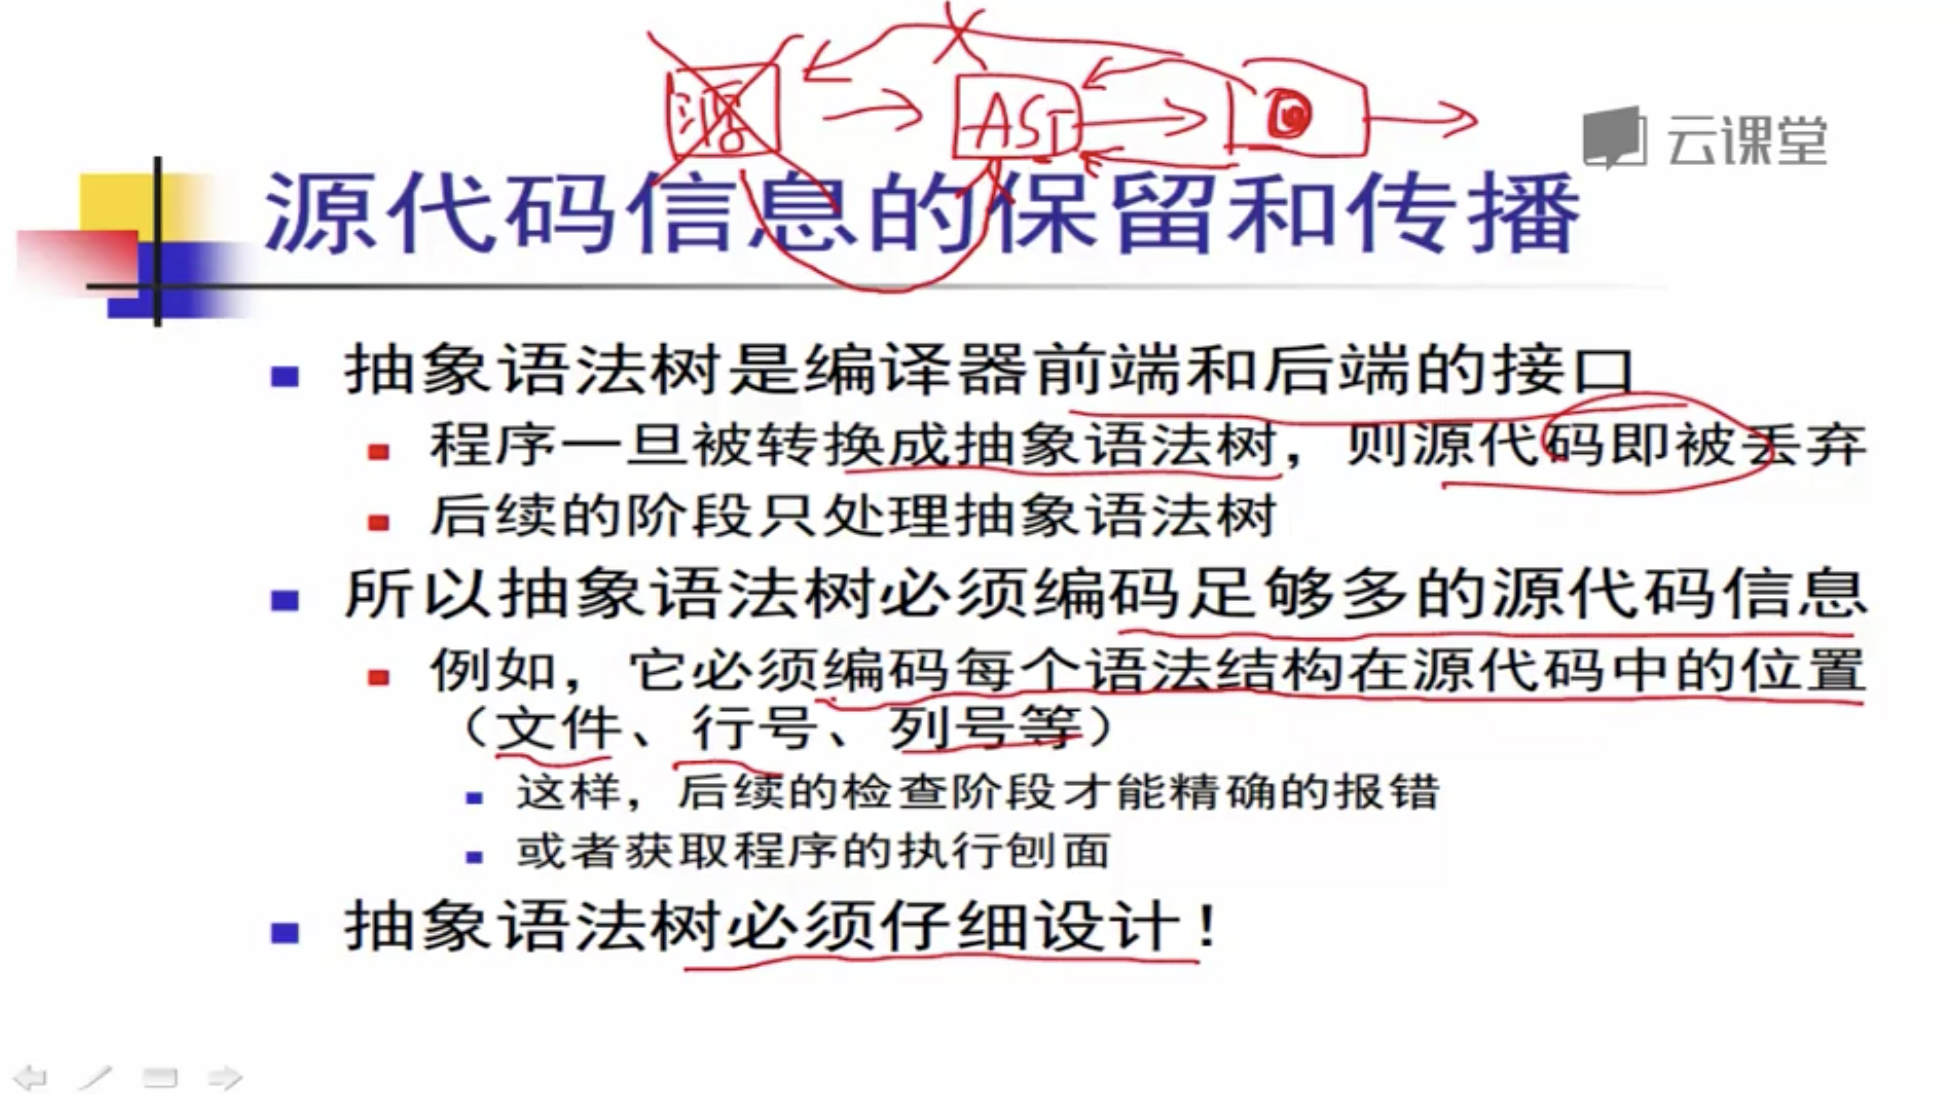 源
AST
云课堂
源代码信息的保留和传播
抽象语法树是编译器前端和后端的接口
程序一旦被转换成抽象语法树，则源代码即被丢弃
后续的阶段只处理抽象语法树
所以抽象语法树必须编码足够多的源代码信息
例如，它必须编码每个语法结构在源代码中的位置
（文件、行号、列号等）
这样，后续的检查阶段才能精确的报错
或者获取程序的执行刨面
抽象语法树必须仔细设计！